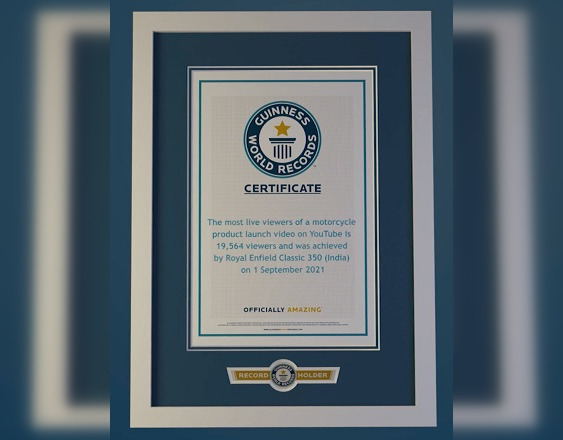 GUINNESS
WORLD RECORDS
CERTIFICATE
The most live viewers of a motorcycle
product launch video on YouTube is
19,564 viewers and was achieved
by Royal Enfield Classic 350 (India)
on 1 September 2021
OFFICIALLY AMAZING
RECORD HOLDER